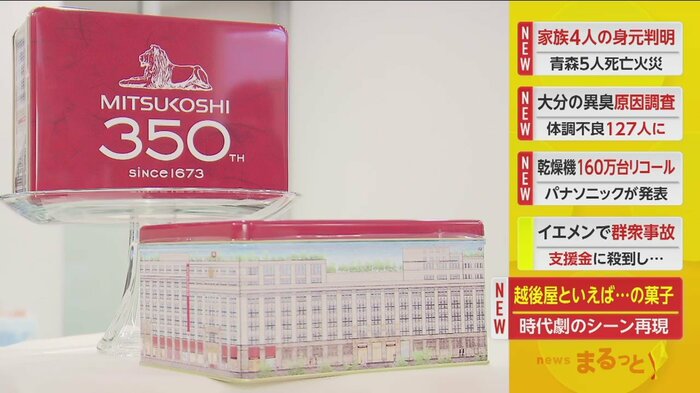 MITSUKOSHI
350TH
since1673
NEW
家族4人の身元判明
青森5人死亡火災
NEW
大分の異臭原因調査
体調不良127人に
NEW
乾燥機160万台リコール
パナソニックが発表
イエメンで群衆事故
支援金に殺到し…
NEW
越後屋といえば…の菓子
時代劇のシーン再現
news まるっと!